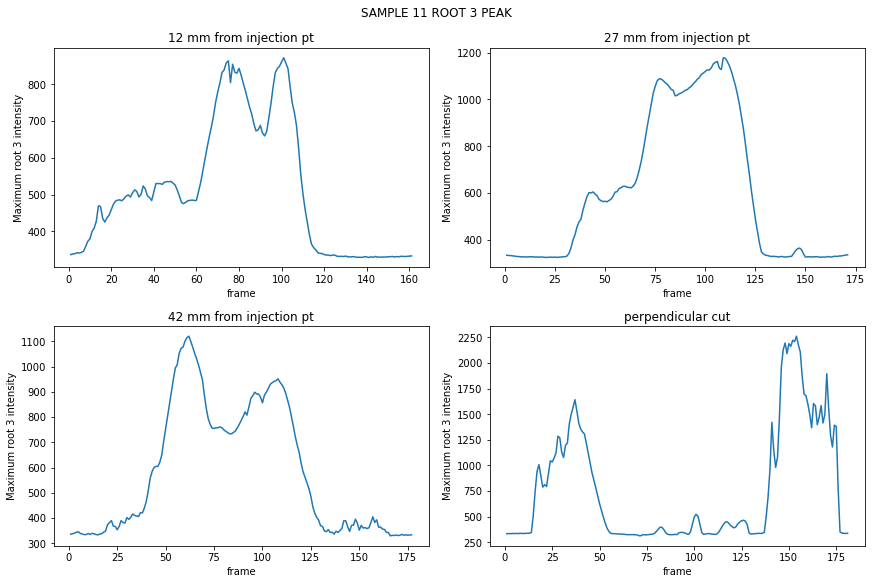 SAMPLE 11 ROOT 3 PEAK
12 mm from injection pt
Maximum root 3 intensity
800
700
600
500
400
0 20 40 60 80 100 120 140 160
frame
27 mm from injection pt
Maximum root 3 intensity
1200
1000
800
600
400
0 25 50 75 100 125 150 175
frame
42 mm from injection pt
Maximum root 3 intensity
1100
1000
900
800
700
600
500
400
300
0 25 50 75 100 125 150 175
frame
perpendicular cut
Maximum root 3 intensity
2250
2000
1750
1500
1250
1000
750
500
250
0 25 50 75 100 125 150 175
frame